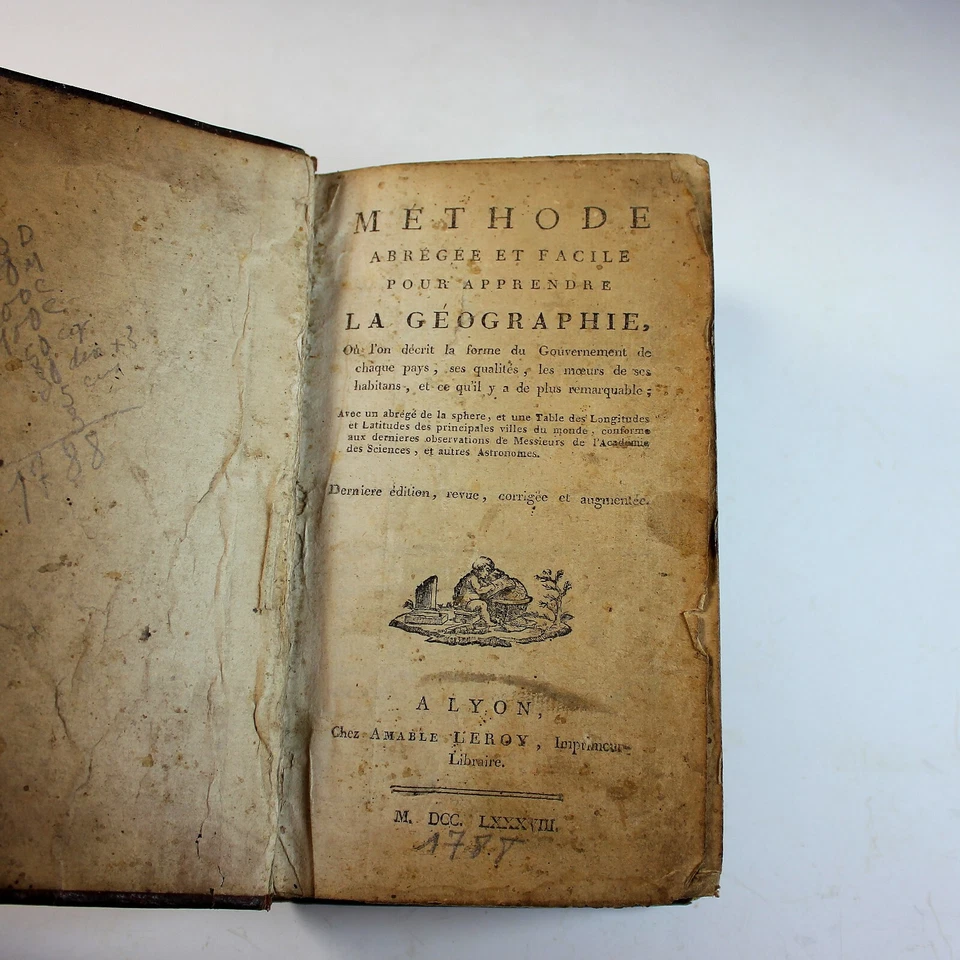 1788
MÉTHODE
ABRÉGÉE ET FACILE
POUR APPRENDRE
LA GÉOGRAPHIE,
Où l'on décrit la forme du Gouvernement de
chaque pays, ses qualités, les mœurs de ses
habitans, et ce qu'il y a de plus remarquable;
Avec un abrégé de la sphere, et une Table des Longitudes
et Latitudes des principales villes du monde, conforme
aux dernieres observations de Messieurs de l'Académie
des Sciences, et autres Astronomes.
Derniere édition, revue, corrigée et augmentée.
A LYON,
Chez AMABLE LEROY, Imprimeur-
Libraire.
M. DCC. LXXXVIII.
1788